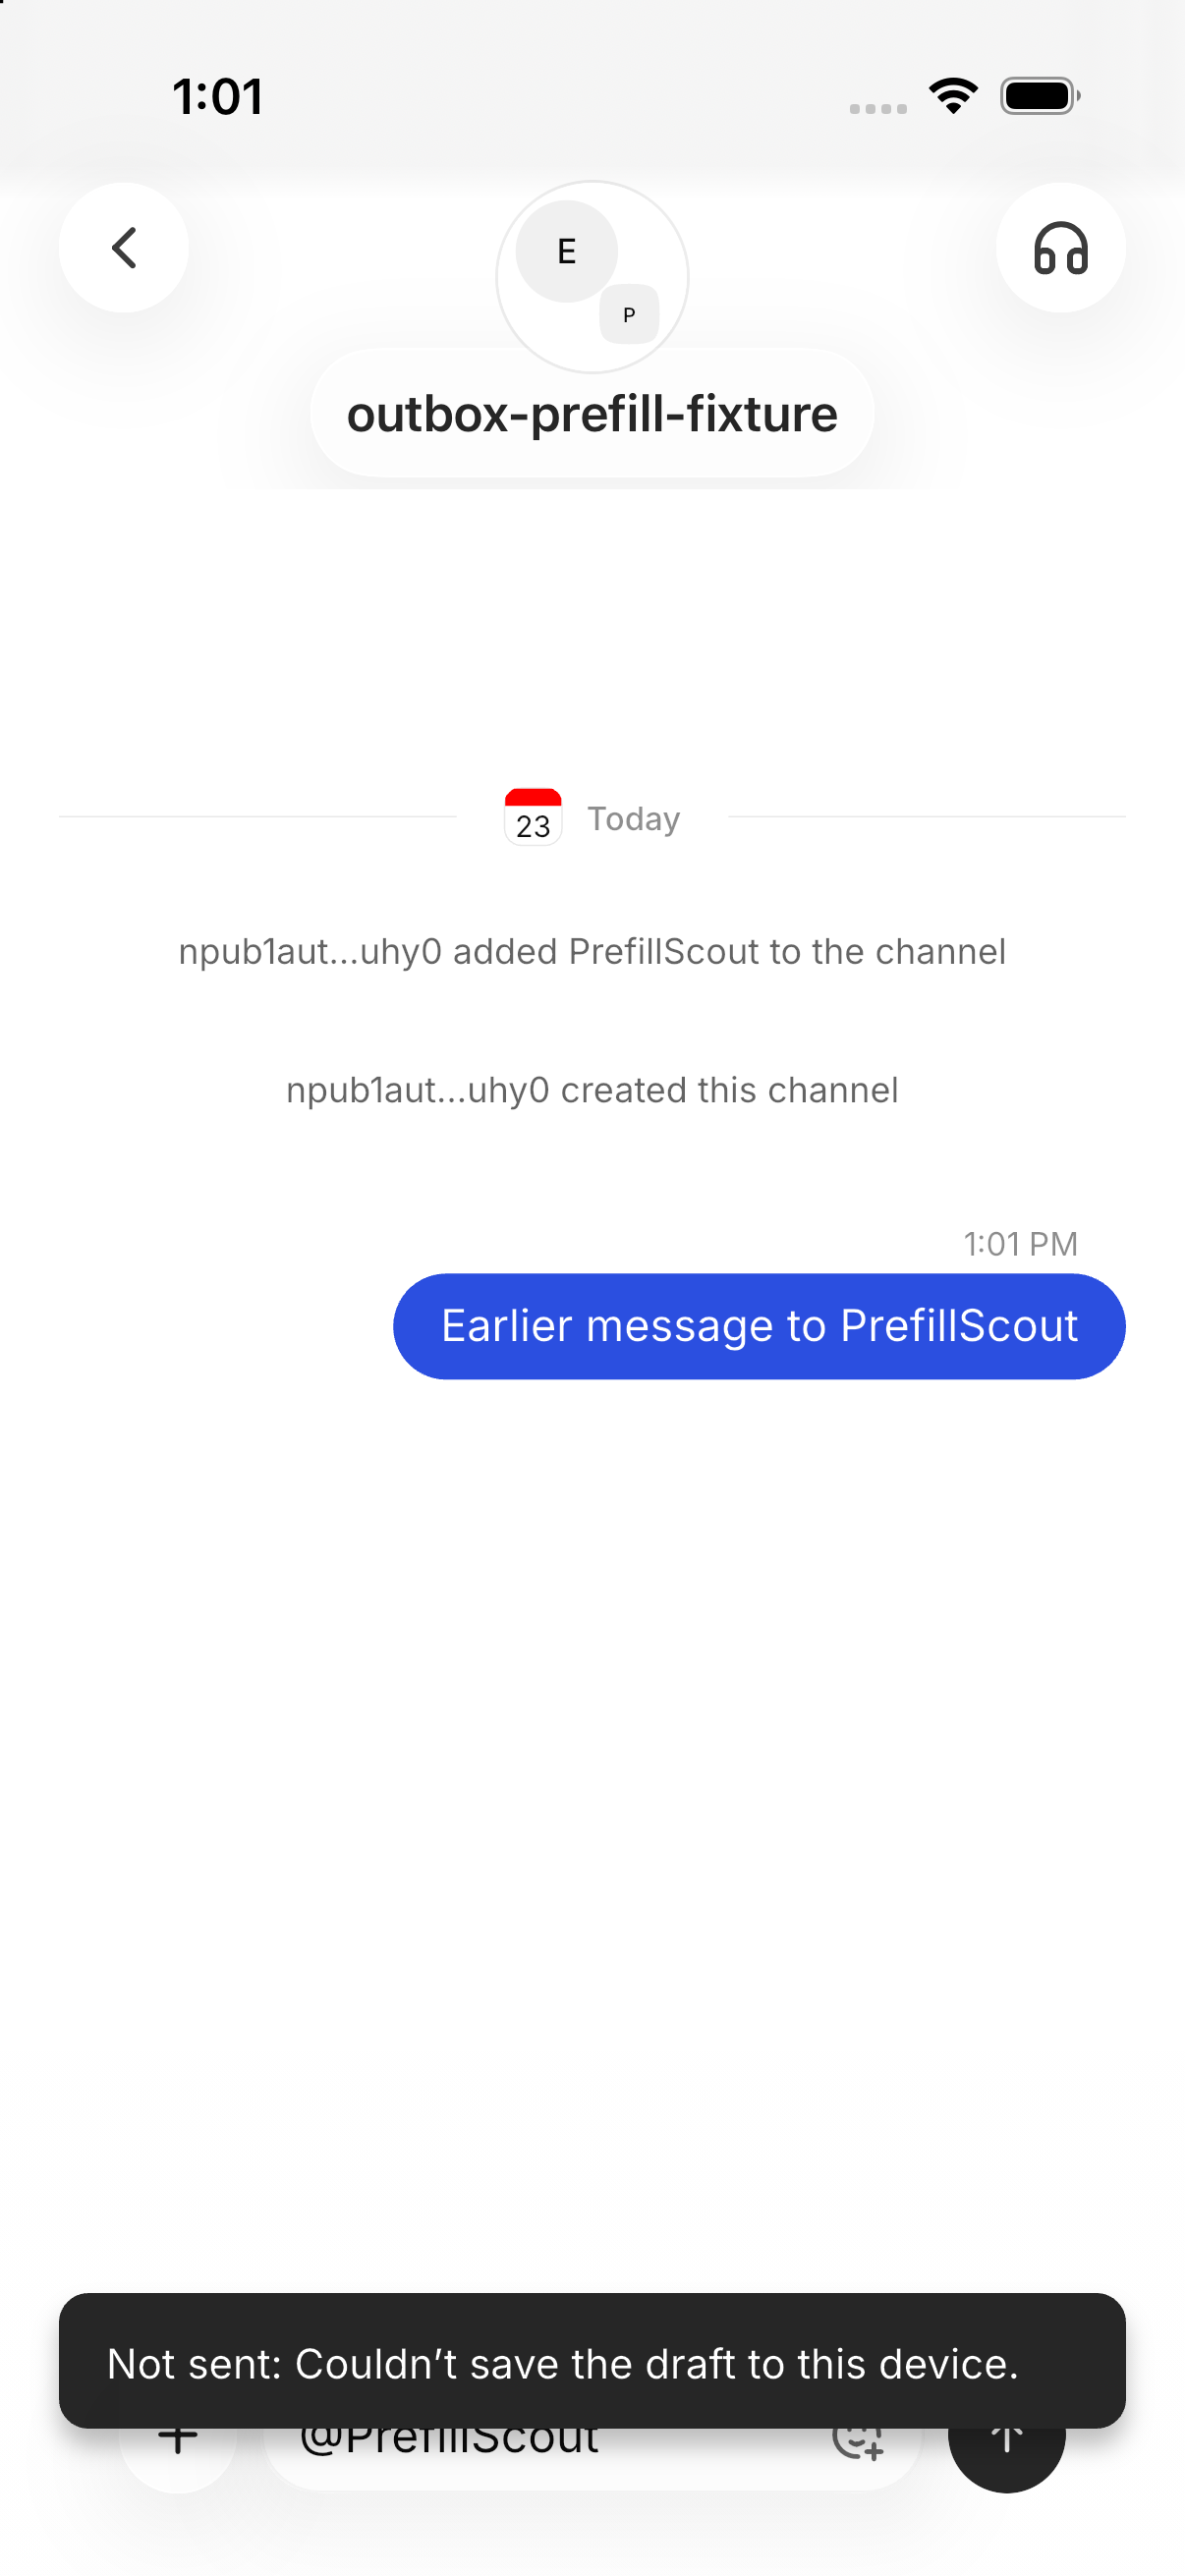 1:01
E
P
outbox-prefill-fixture
23 Today
npub1aut...uhy0 added PrefillScout to the channel
npub1aut...uhy0 created this channel
1:01 PM
Earlier message to PrefillScout
Not sent: Couldn’t save the draft to this device.
@PrefillScout